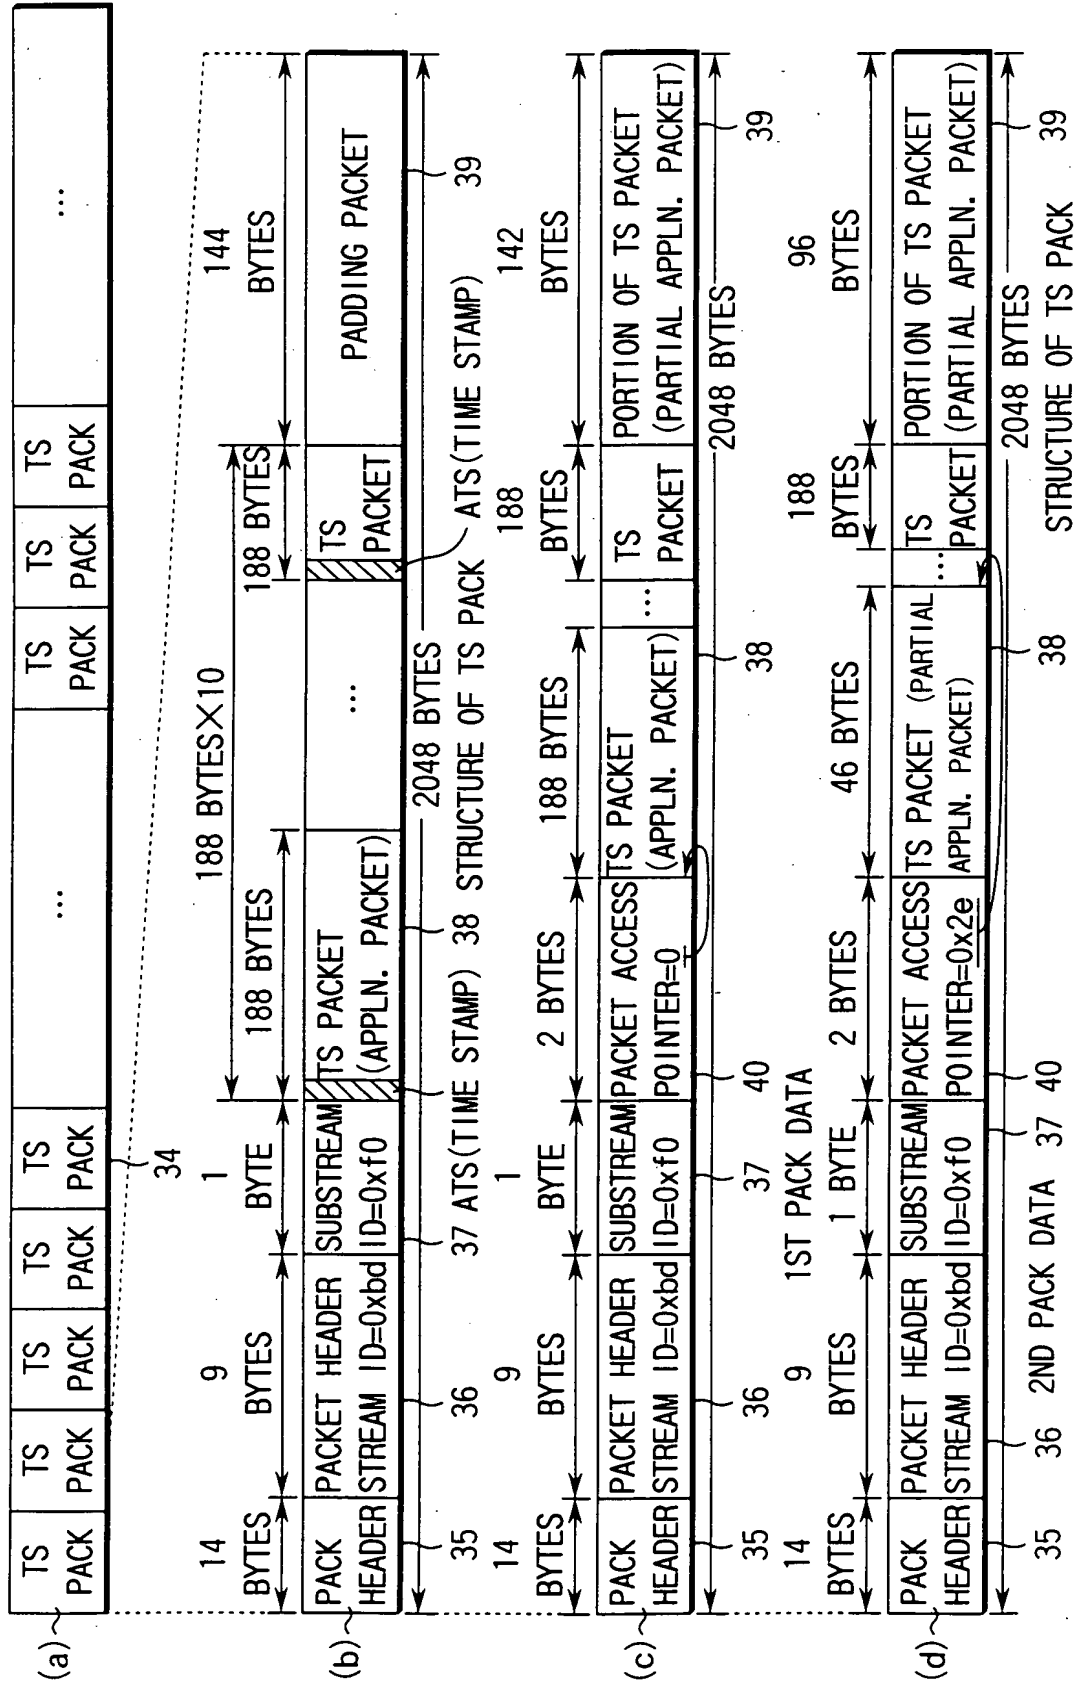 (a)
TS PACK
TS PACK
TS PACK
TS PACK
TS PACK
...
TS PACK
TS PACK
TS PACK
...
34
188 BYTES×10
14 BYTES
9 BYTES
1 BYTE
188 BYTES
188 BYTES
144 BYTES
(b)
PACK HEADER
PACKET HEADER STREAM ID=0xbd
SUBSTREAM ID=0xf0
TS PACKET (APPLN. PACKET)
...
TS PACKET
PADDING PACKET
35
36
37
ATS(TIME STAMP)
38
ATS(TIME STAMP)
39
2048 BYTES
STRUCTURE OF TS PACK
14 BYTES
9 BYTES
1 BYTE
2 BYTES
188 BYTES
188 BYTES
142 BYTES
(c)
PACK HEADER
PACKET HEADER STREAM ID=0xbd
SUBSTREAM ID=0xf0
PACKET ACCESS POINTER=0
TS PACKET (APPLN. PACKET)
...
TS PACKET
PORTION OF TS PACKET (PARTIAL APPLN. PACKET)
2048 BYTES
35
36
37
40
38
39
1ST PACK DATA
14 BYTES
9 BYTES
1 BYTE
2 BYTES
46 BYTES
188 BYTES
96 BYTES
(d)
PACK HEADER
PACKET HEADER STREAM ID=0xbd
SUBSTREAM ID=0xf0
PACKET ACCESS POINTER=0x2e
TS PACKET (PARTIAL APPLN. PACKET)
...
TS PACKET
PORTION OF TS PACKET (PARTIAL APPLN. PACKET)
2048 BYTES
35
36
37
40
38
39
2ND PACK DATA
STRUCTURE OF TS PACK